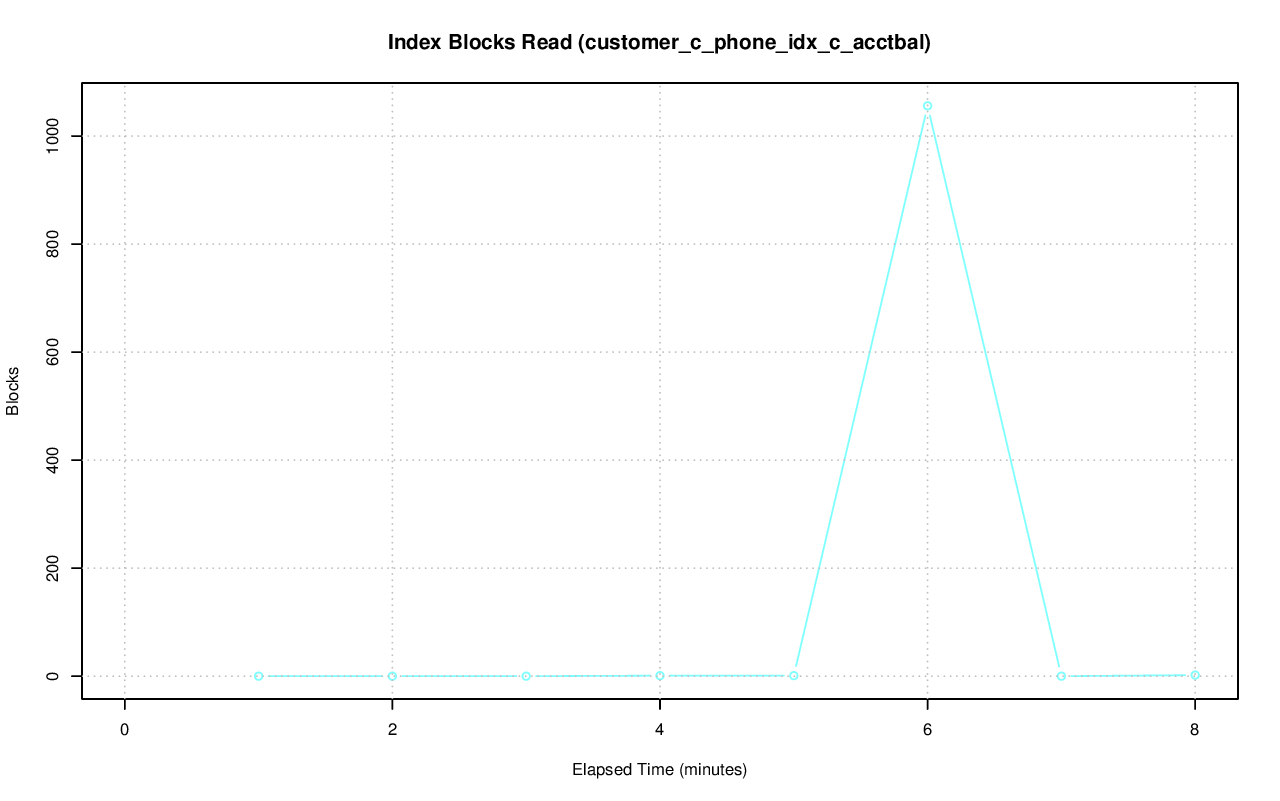 Index Blocks Read (customer_c_phone_idx_c_acctbal)
Blocks
1000
800
600
400
200
0
0 2 4 6 8
Elapsed Time (minutes)